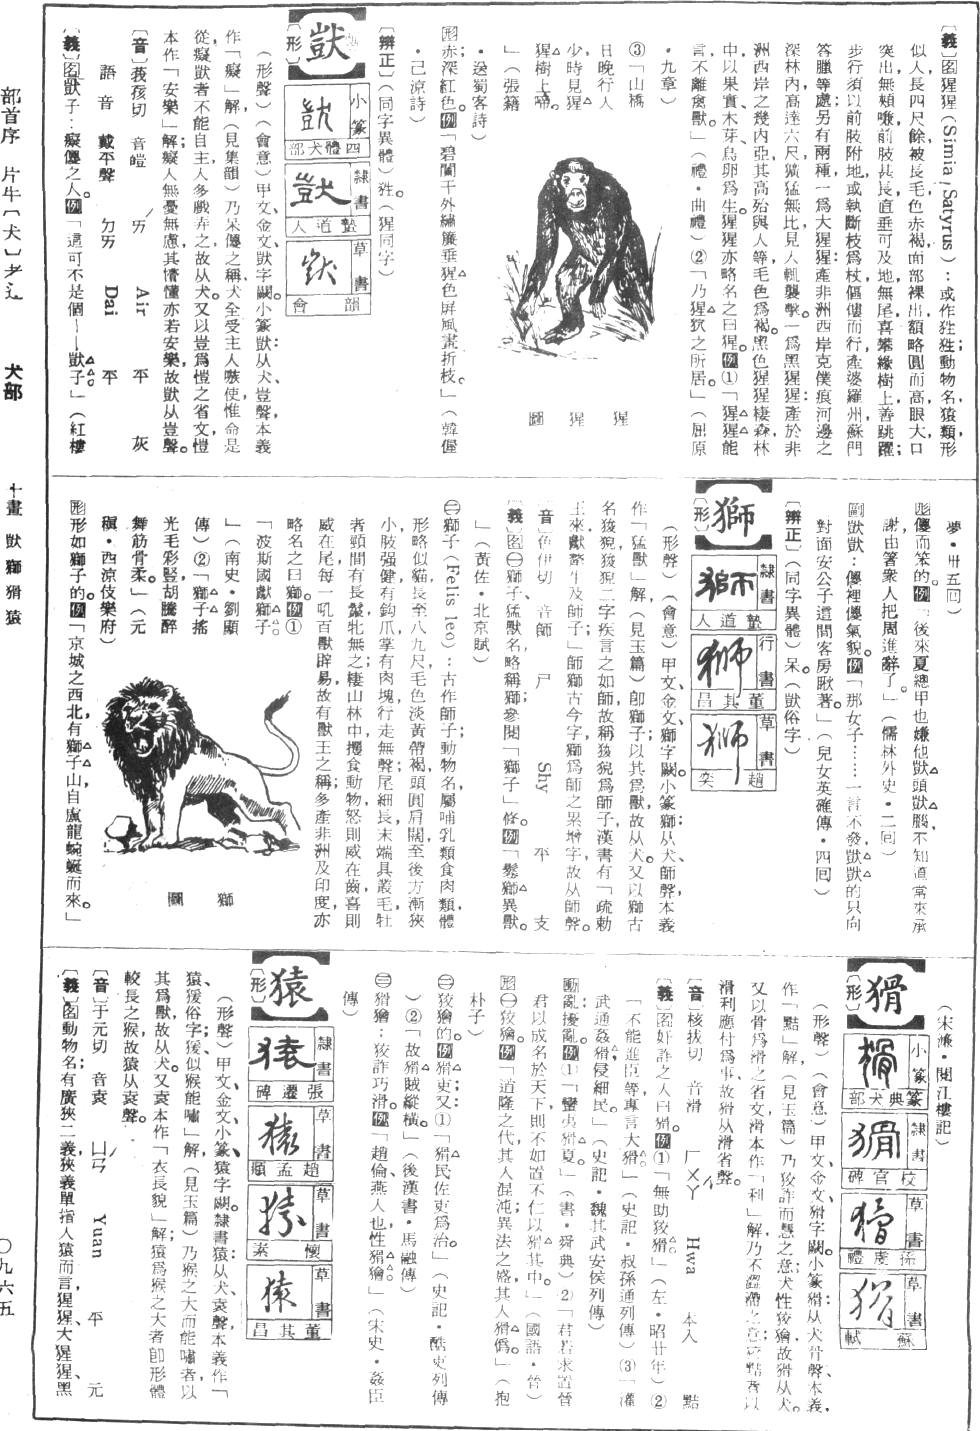 〔義〕名猩猩(Simia, Satyrus):或作狌狌動物名,猿類,形
似人,長四尺餘,被長毛,色赤褐,面部裸出,額略圓而高,眼大,口
突出,無頰嗛,前肢甚長,直垂可及地,無尾,喜攀緣樹上,善跳躍;
步行須以前肢附地,或執斷枝爲杖,傴僂而行,產婆羅州蘇門
答臘等處;另有兩種,一爲大猩猩:產非洲西岸克僕痕河邊之
深林內,高達六尺,獷猛無比,見人輒襲擊。一爲黑猩猩:產於非
洲西岸之幾內亞,其高殆與人等,毛色爲褐。黑色猩猩棲森林
中,以果實、木芽、鳥卵爲生。猩猩亦略名之曰猩。例①「猩猩能
言,不離禽獸。」(禮・曲禮)②「乃猩狖之所居。」(屈原
・九章)
③「山橋
日晚行人
少,時見猩
猩樹上啼。
」(張籍
・送蜀客詩)
形赤深紅色。例「碧闌干外繡簾垂,猩色屏風畫折枝。」(韓偓
・已涼詩)
〔辨正〕(同字異體)狌。(猩同字)
猩猩圖
獃
〔形〕
小篆
四體犬部
隸書
蟄道人
草書
韻會
(形聲)(會意)甲文、金文、獃字闕。小篆獃:从犬、豈聲,本義
作「癡」解,(見集韻)乃呆儍之稱,犬全受主人嗾使,惟命是
從,癡獃者不能自主,人多戲弄之,故从犬。又以豈爲愷之省文,愷
本作「安樂」解;癡人無憂無慮,其懵懂亦若安樂,故獃从豈聲。
〔音〕莪孩切 音皚 ㄞˊ Air 平 灰
語音 戴平聲 ㄉㄞ Dai 平
〔義〕名獃子:癡儍之人。例「這可不是個——獃子。」(紅樓
夢・卅五回)
形儍而笨的。例「後來夏總甲也嫌他獃頭獃腦,不知道常來承
謝,由著衆人把周進辭了。」(儒林外史・二回)
副獃獃:儍裡儍氣貌。例「那女子……一言不發,獃獃的只向
對面安公子這間客房瞅著。」(兒女英雄傳・四回)
〔辨正〕(同字異體)呆。(獃俗字)
獅
〔形〕
隸書
蟄道人
行書
董其昌
草書
趙奕
(形聲)(會意)甲文、金文、獅字闕。小篆獅:从犬、師聲,本義
作「猛獸」解,(見玉篇)卽獅子;以其爲獸,故从犬。又以獅古
名狻猊,狻猊二字疾言之如師,故稱狻猊爲師子,漢書有「疏勒
王來獻犛牛及師子」,師獅古今字,獅爲師之累增字,故从師聲。
〔音〕色伊切 音師 ㄕ Shy 平 支
〔義〕名㊀獅子,猛獸名,略稱獅,參閱「獅子」條。例「鬆獅異獸。
」(黃佐・北京賦)
㊁獅子(Felis leo):古作師子;動物名,屬哺乳類食肉類,體
形略似貓,長至八九尺,毛色淡黃帶褐,頭圓肩闊,至後方漸狹
小,肢强健,有鉤爪,掌有肉塊,行走無聲,尾細長,末端具叢毛,牡
者頸間有長鬣,牝無之;棲山林中,攫食動物,怒則威在齒,喜則
威在尾,每一吼,百獸辟易,故有獸王之稱;多產非洲及印度,亦
略名之曰獅。例①
「波斯國獻獅子
」(南史・劉顯
傳)②「獅子搖
光毛彩豎,胡騰醉
舞筋骨柔。」(元
稹・西涼伎樂府)
形形如獅子的。例「京城之西北有獅子山,自盧龍蜿蜒而來。」
獅圖
(宋濂・閱江樓記)
猾
〔形〕
小篆
篆典犬部
隸書
校官碑
草書
孫虔禮
草書
蘇軾
(形聲)(會意)甲文、金文、猾字闕。小篆猾:从犬骨聲,本義,
作「黠」解,(見玉篇)乃狡詐而慧之意,犬性狡獪,故猾从犬。
又以骨爲滑之省文,滑本作「利」解,乃不
滑利應付爲事,故猾从滑省聲。
〔音〕核拔切 音滑 ㄏㄨㄚˊ Hwa 本入 黠
〔義〕名奸詐之人曰猾。例①「無助狡猾。」(左・昭廿年)②
「不能進臣等,專言大猾。」(史記・叔孫通列傳)③「灌
武通姦猾,侵細民。」(史記・魏其武安侯列傳)
動亂;擾亂。例①「蠻夷猾夏。」(書・舜典)②「君若求置晉
君以成名於天下,則不如置不仁以猾其中。」(國語・晉)
形㊀狡獪。例「道隆之代,其人混沌;異法之盛,其人猾僞。」(抱
朴子)
㊁狡獪的。例「猾吏;又①「猾民佐吏爲治。」(史記・酷吏列傳
)②「故猾賊縱橫。」(後漢書・馬融傳)
㊂猾獪:狡詐巧滑。例「趙倫,燕人也,性猾獪。」(宋史・姦臣
傳)
猿
〔形〕
隸書
張遷碑
草書
趙孟頫
草書
懷素
草書
董其昌
(形聲)甲文、金文、小篆、猿字闕。隸書猿:从犬、袁聲,本義作「
猿、猨俗字;猨似猴能嘯」解,(見玉篇)乃猴之大而能嘯者,以
其爲獸,故从犬。又袁本作「衣長貌」解;猿爲猴之大者,卽形體
較長之猴,故猿从袁聲。
〔音〕于元切 音袁 ㄩㄢˊ Yuan 平 元
〔義〕名動物名;有廣狹二義,狹義單指人猿而言,猩猩、大猩猩、黑
部首序 片牛〔犬〕
犬部
十畫 獃獅猾猿
〇九六五